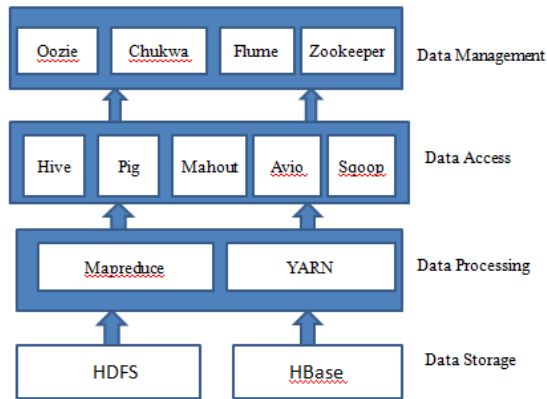 Oozie Chukwa Flume Zookeeper Data Management
Hive Pig Mahout Avio Sqoop Data Access
Mapreduce YARN Data Processing
HDFS HBase Data Storage